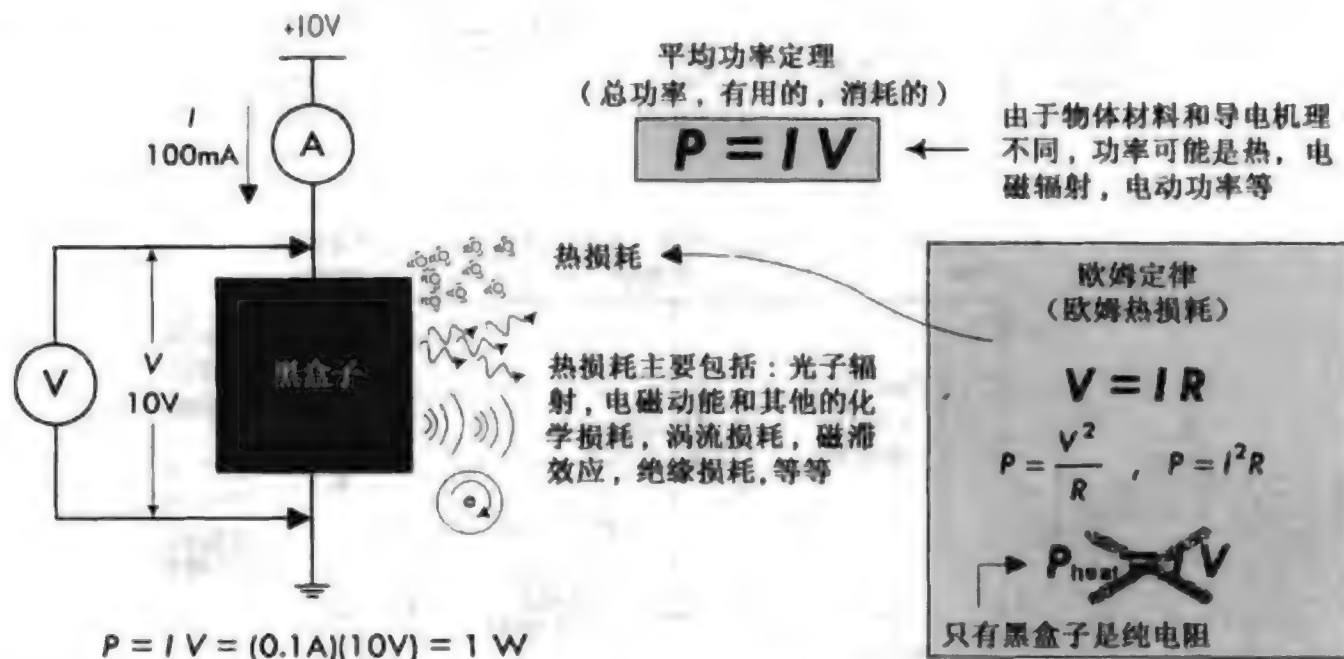 +10V
I
100mA
A
V
V
10V
黑盒子
P = I V = (0.1A)(10V) = 1 W
平均功率定理
（总功率，有用的，消耗的）
P = I V
由于物体材料和导电机理
不同，功率可能是热，电
磁辐射，电动功率等
热损耗
热损耗主要包括：光子辐
射，电磁动能和其他的化
学损耗，涡流损耗，磁滞
效应，绝缘损耗，等等
欧姆定律
（欧姆热损耗）
V = I R
P = V²/R , P = I²R
P heat = I V
只有黑盒子是纯电阻